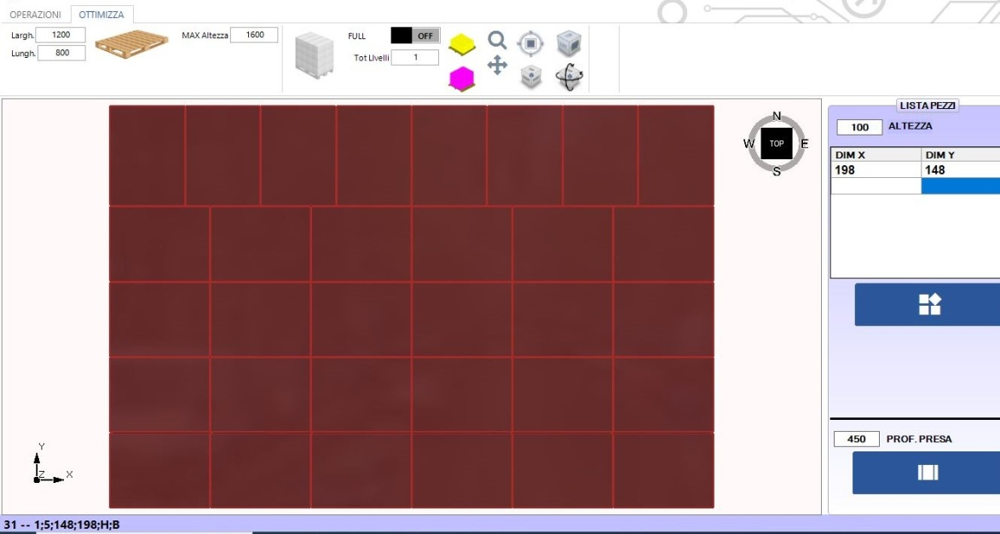 OPERAZIONI OTTIMIZZA
Largh. 1200 MAX Altezza 1600 FULL OFF
Lungh. 800 Tot LIvelli 1
LISTA PEZZI
100 ALTEZZA
DIM X DIM Y
198 148
N
W TOP E
S
450 PROF. PRESA
Y
Z X
31 -- 1;5;148;198;H;B